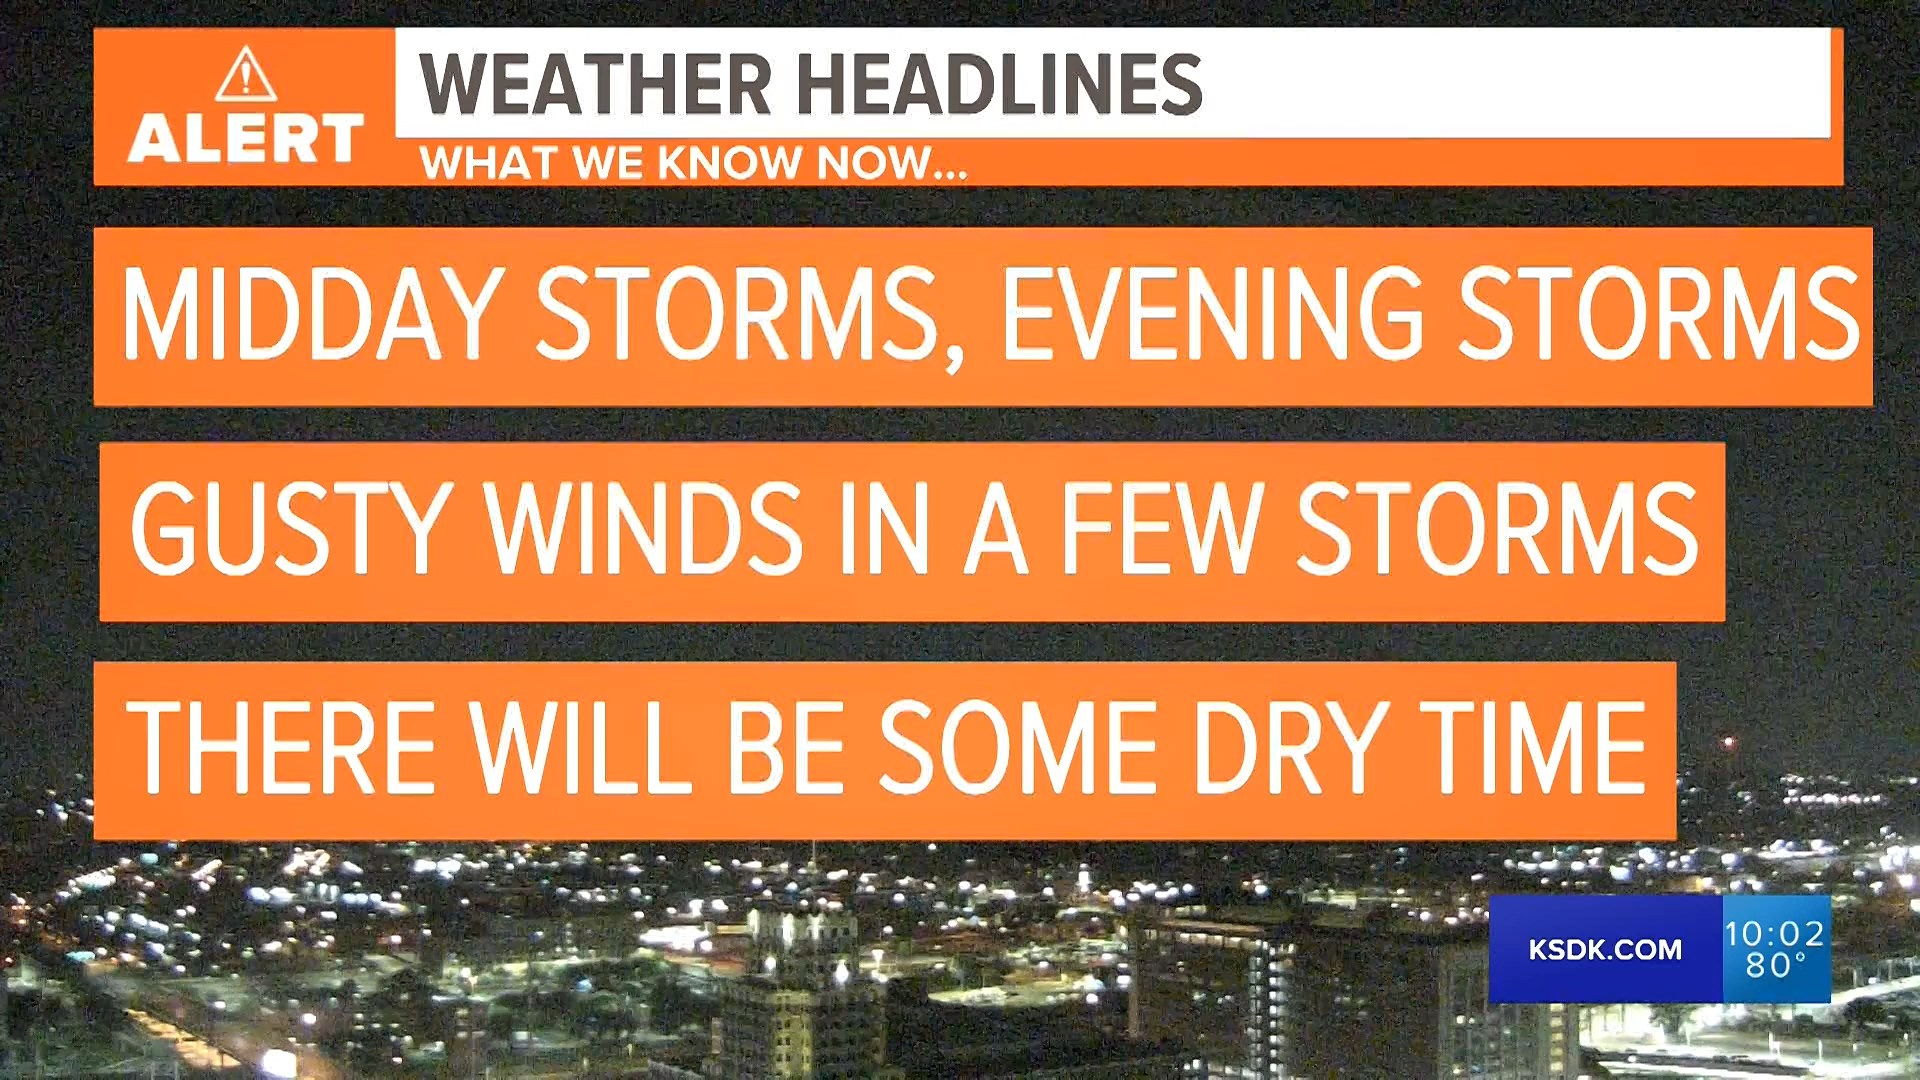 ALERT
WEATHER HEADLINES
WHAT WE KNOW NOW...
MIDDAY STORMS, EVENING STORMS
GUSTY WINDS IN A FEW STORMS
THERE WILL BE SOME DRY TIME
KSDK.COM
10:02
80°